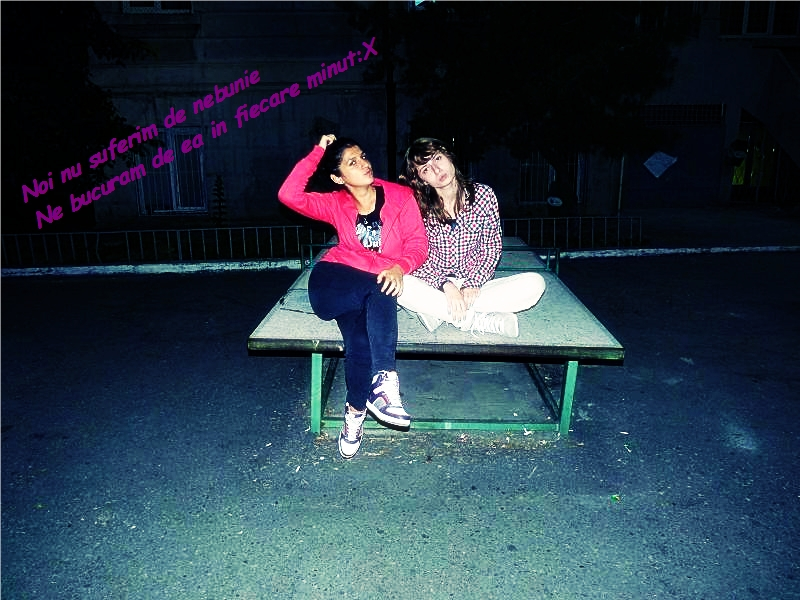 Noi nu suferim de nebunie
Ne bucuram de ea in fiecare minut:X